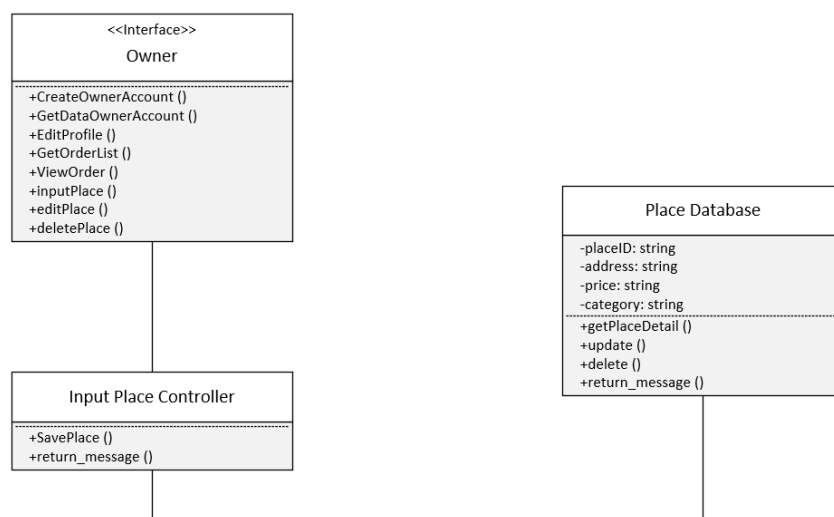 <<Interface>>
Owner
+CreateOwnerAccount ()
+GetDataOwnerAccount ()
+EditProfile ()
+GetOrderList ()
+ViewOrder ()
+inputPlace ()
+editPlace ()
+deletePlace ()
Place Database
-placeID: string
-address: string
-price: string
-category: string
+getPlaceDetail ()
+update ()
+delete ()
+return_message ()
Input Place Controller
+SavePlace ()
+return_message ()